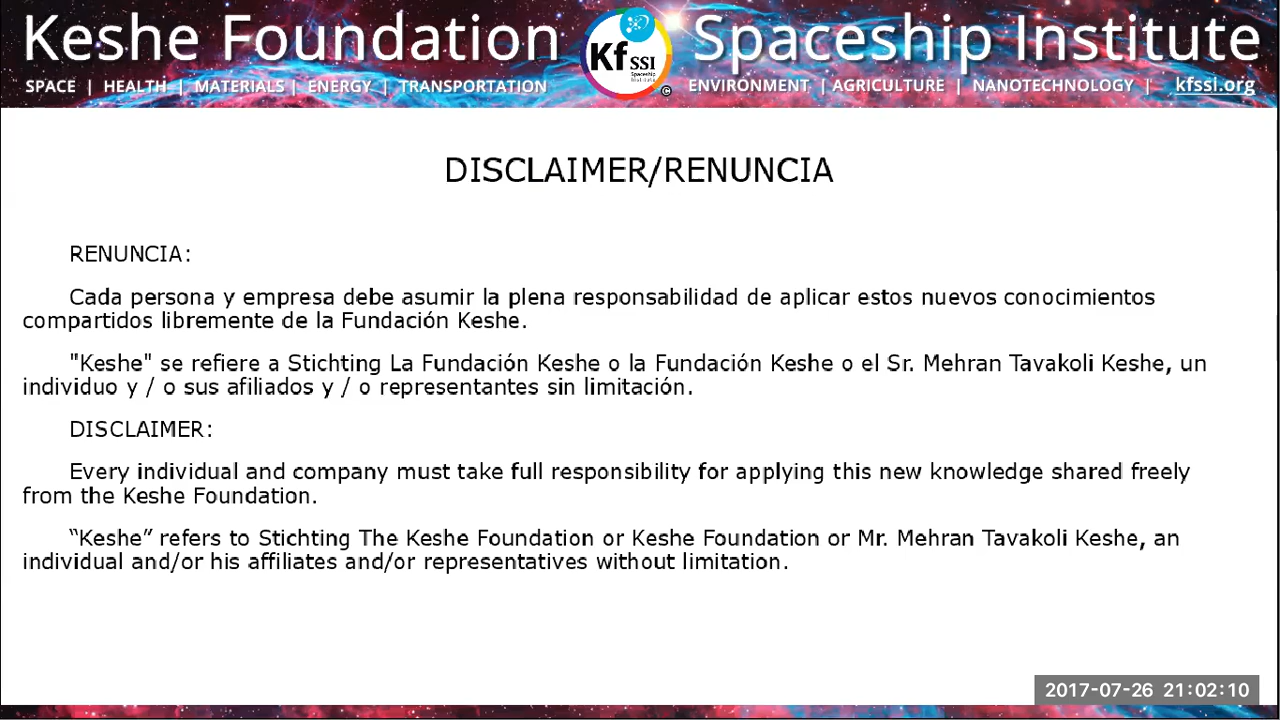 Keshe Foundation Kf SSI Spaceship Institute Spaceship Institute
SPACE | HEALTH | MATERIALS | ENERGY | TRANSPORTATION © ENVIRONMENT | AGRICULTURE | NANOTECHNOLOGY | kfssi.org
DISCLAIMER/RENUNCIA
RENUNCIA:
Cada persona y empresa debe asumir la plena responsabilidad de aplicar estos nuevos conocimientos
compartidos libremente de la Fundación Keshe.
"Keshe" se refiere a Stichting La Fundación Keshe o la Fundación Keshe o el Sr. Mehran Tavakoli Keshe, un
individuo y / o sus afiliados y / o representantes sin limitación.
DISCLAIMER:
Every individual and company must take full responsibility for applying this new knowledge shared freely
from the Keshe Foundation.
“Keshe” refers to Stichting The Keshe Foundation or Keshe Foundation or Mr. Mehran Tavakoli Keshe, an
individual and/or his affiliates and/or representatives without limitation.
2017-07-26 21:02:10